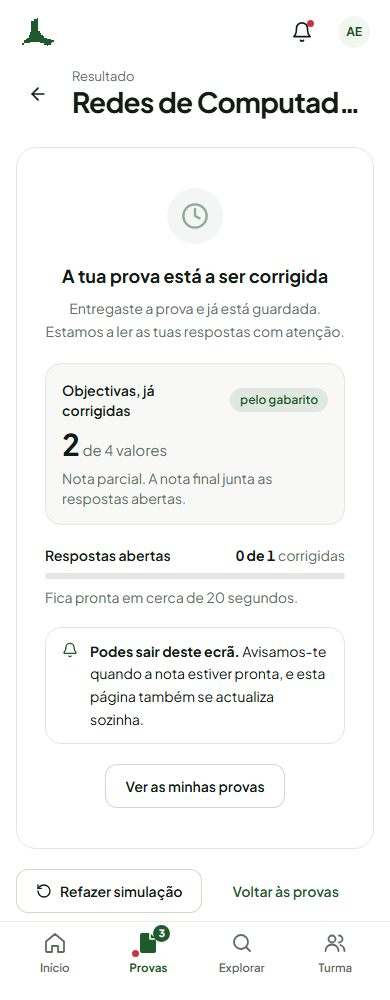 AE
Resultado
Redes de Computad...
A tua prova está a ser corrigida
Entregaste a prova e já está guardada.
Estamos a ler as tuas respostas com atenção.
Objectivas, já
corrigidas
pelo gabarito
2 de 4 valores
Nota parcial. A nota final junta as
respostas abertas.
Respostas abertas
0 de 1 corrigidas
Fica pronta em cerca de 20 segundos.
Podes sair deste ecrã. Avisamos-te
quando a nota estiver pronta, e esta
página também se actualiza
sozinha.
Ver as minhas provas
Refazer simulação
Voltar às provas
3
Início
Provas
Explorar
Turma